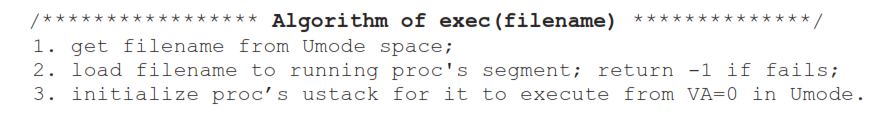 /***************** Algorithm of exec(filename) **************/
1. get filename from Umode space;
2. load filename to running proc's segment; return -1 if fails;
3. initialize proc’s ustack for it to execute from VA=0 in Umode.